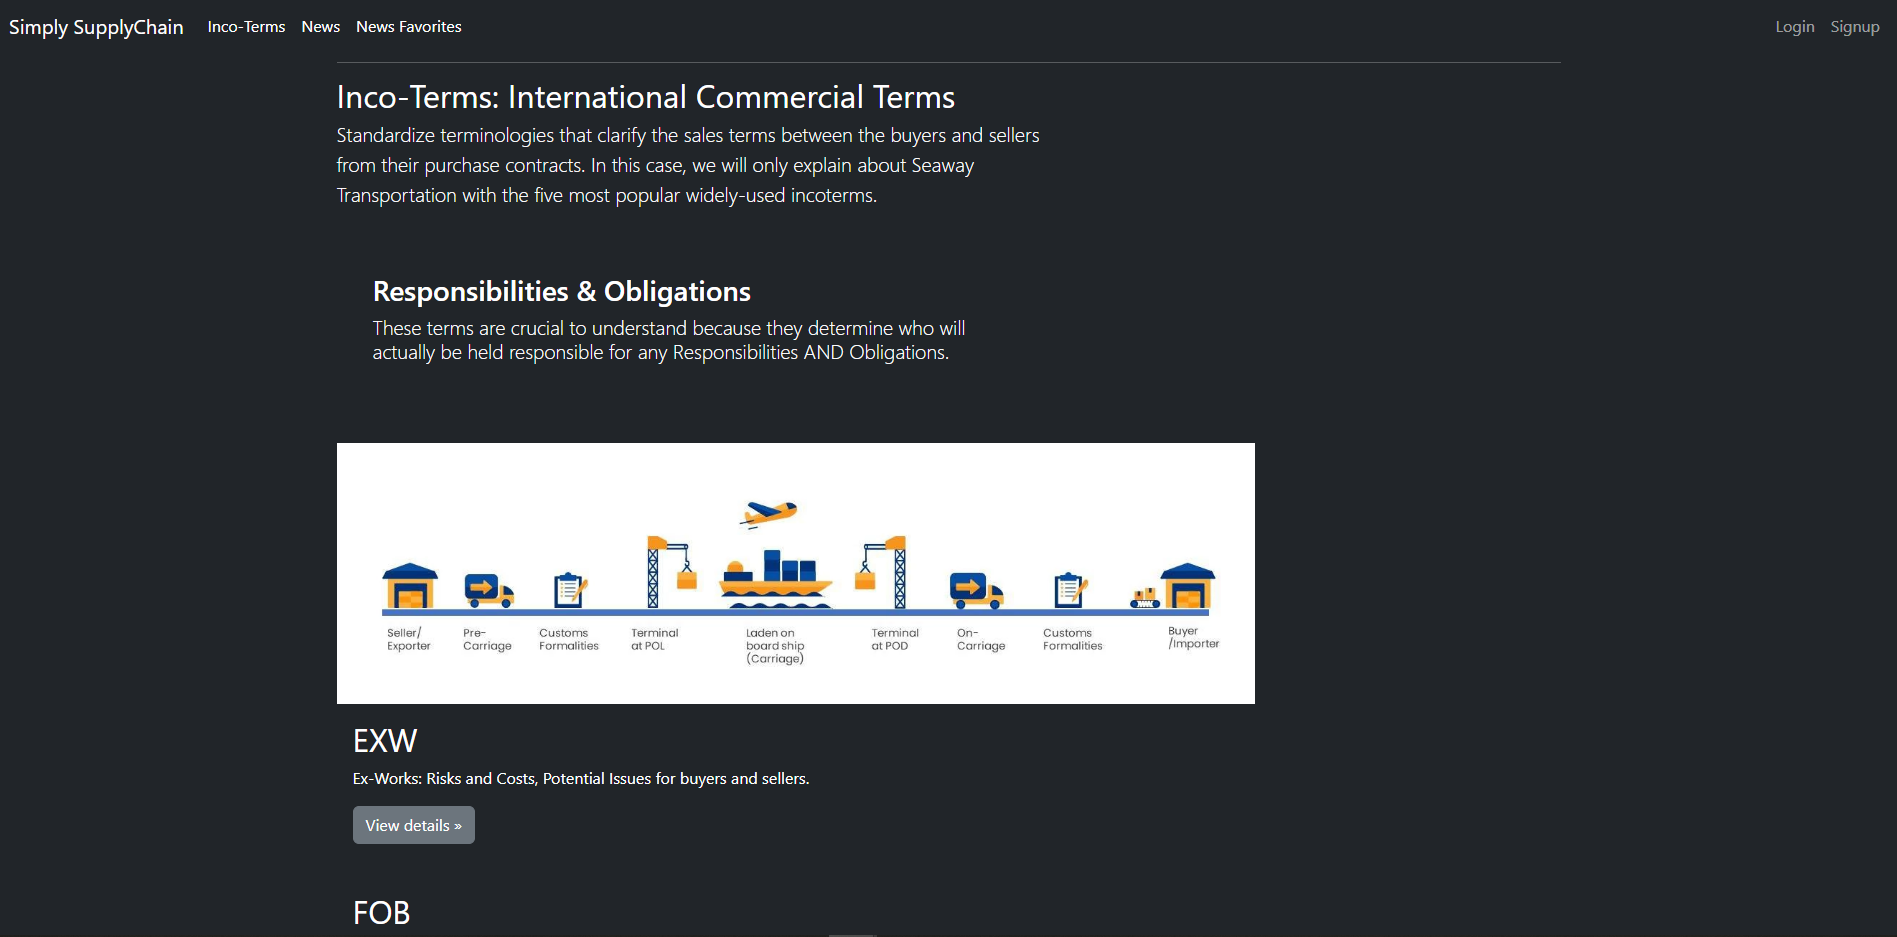 Simply SupplyChain Inco-Terms News News Favorites Login Signup
Inco-Terms: International Commercial Terms
Standardize terminologies that clarify the sales terms between the buyers and sellers
from their purchase contracts. In this case, we will only explain about Seaway
Transportation with the five most popular widely-used incoterms.
Responsibilities & Obligations
These terms are crucial to understand because they determine who will
actually be held responsible for any Responsibilities AND Obligations.
Seller/
Exporter
Pre-
Carriage
Customs
Formalities
Terminal
at POL
Laden on
board ship
(Carriage)
Terminal
at POD
On-
Carriage
Customs
Formalities
Buyer
/Importer
EXW
Ex-Works: Risks and Costs, Potential Issues for buyers and sellers.
View details »
FOB